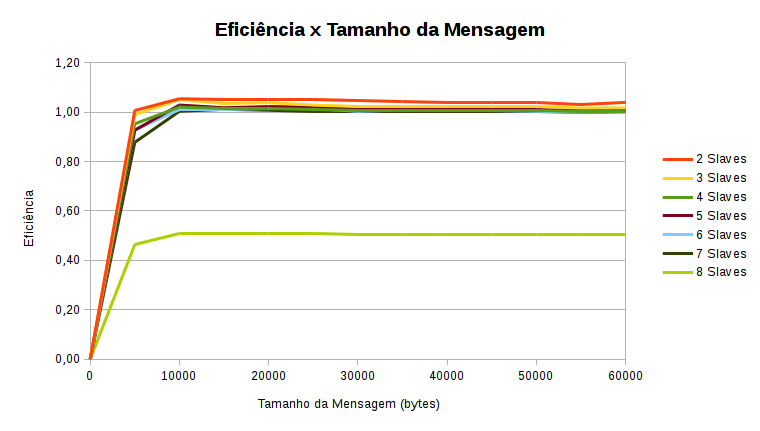 Eficiência x Tamanho da Mensagem
1,20
1,00
0,80
0,60
0,40
0,20
0,00
Eficiência
0 10000 20000 30000 40000 50000 60000
Tamanho da Mensagem (bytes)
2 Slaves
3 Slaves
4 Slaves
5 Slaves
6 Slaves
7 Slaves
8 Slaves